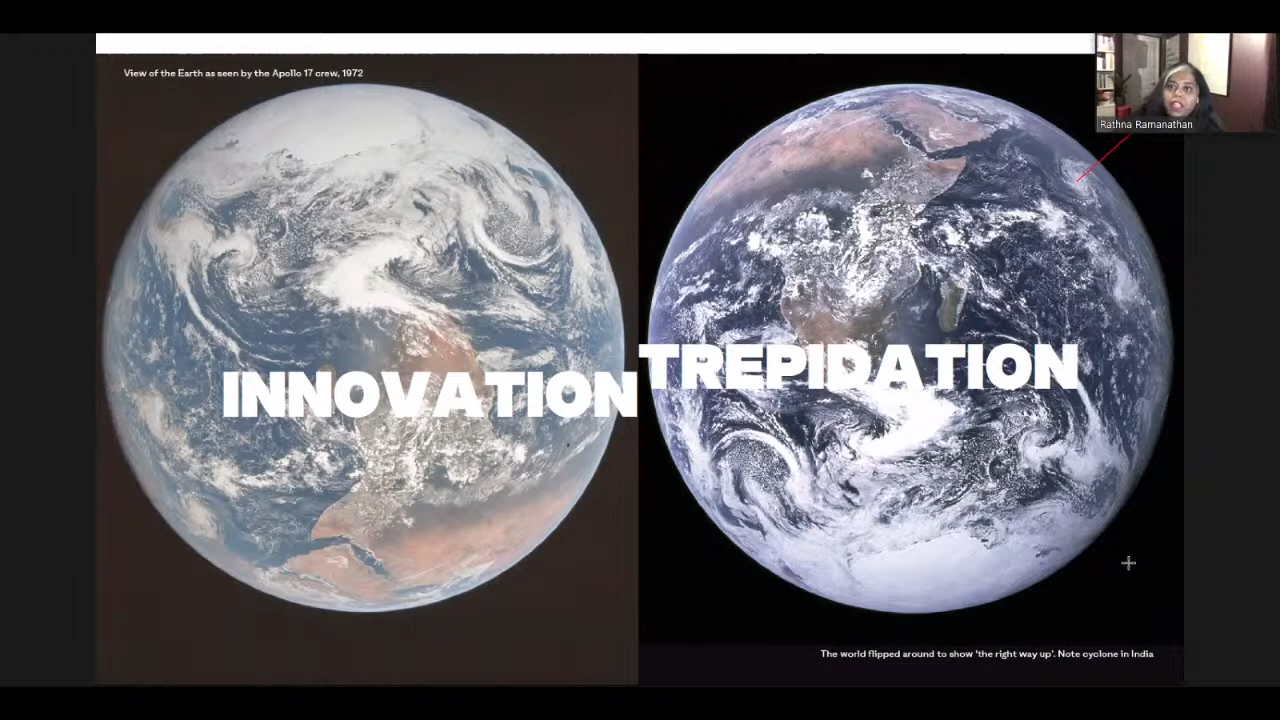 View of the Earth as seen by the Apollo 17 crew, 1972
Rathna Ramanathan
INNOVATION
TREPIDATION
The world flipped around to show ‘the right way up’. Note cyclone in India